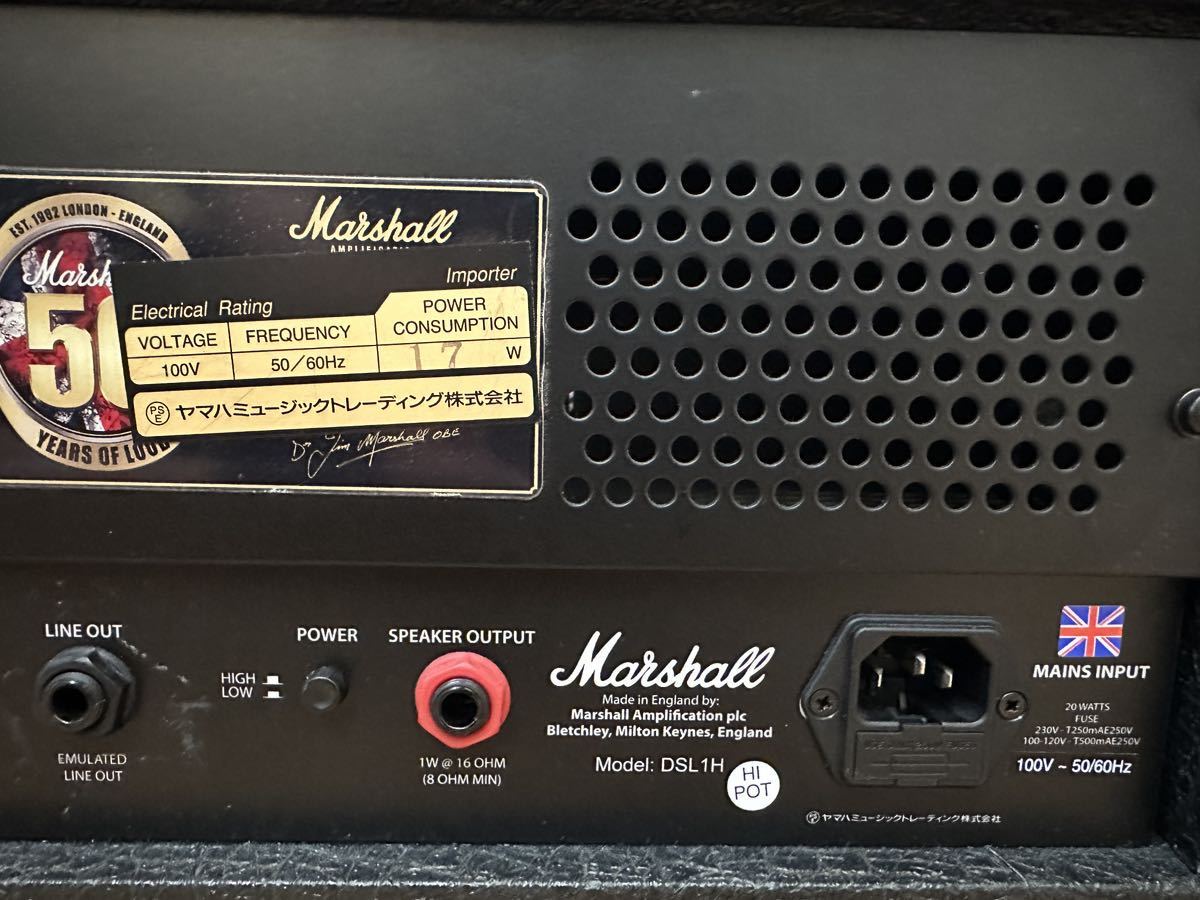 EST. 1962 LONDON - ENGLAND
Marsh
50
YEARS OF LOUD
Marshall
Importer
Electrical Rating
VOLTAGE FREQUENCY POWER CONSUMPTION
100V 50/60Hz 17 W
PSE ヤマハミュージックトレーディング株式会社
Dr Jim Marshall OBE
LINE OUT
EMULATED
LINE OUT
POWER
HIGH
LOW
SPEAKER OUTPUT
1W @ 16 OHM
(8 OHM MIN)
Marshall
Made in England by:
Marshall Amplification plc
Bletchley, Milton Keynes, England
Model: DSL1H
HI
POT
MAINS INPUT
20 WATTS
FUSE
230V - T250mAE250V
100-120V - T500mAE250V
100V ~ 50/60Hz
ヤマハミュージックトレーディング株式会社